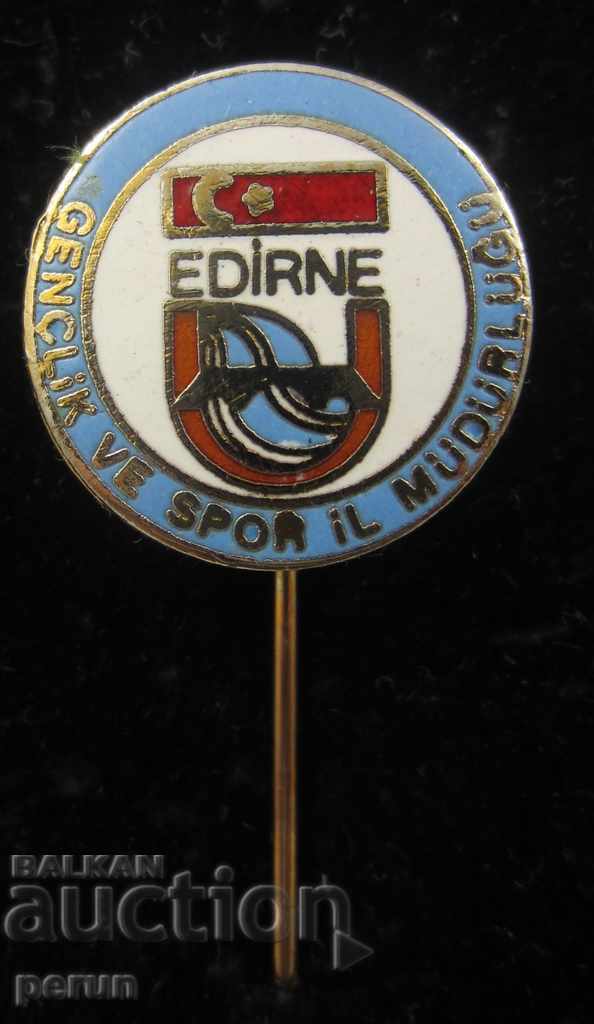 EDİRNE
GENÇLİK VE SPOR İL MÜDÜRLÜĞÜ
BALKAN
auction
perun